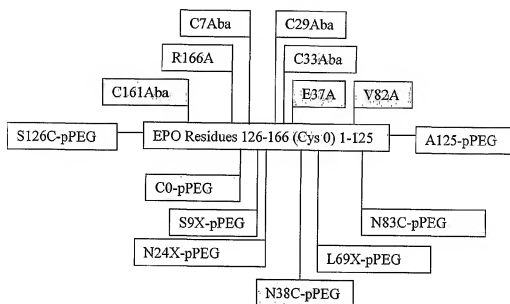 C7Aba
C29Aba
R166A
C33Aba
C161Aba
E37A
V82A
S126C-pPEG
EPO Residues 126-166 (Cys 0) 1-125
A125-pPEG
C0-pPEG
S9X-pPEG
N83C-pPEG
N24X-pPEG
L69X-pPEG
N38C-pPEG